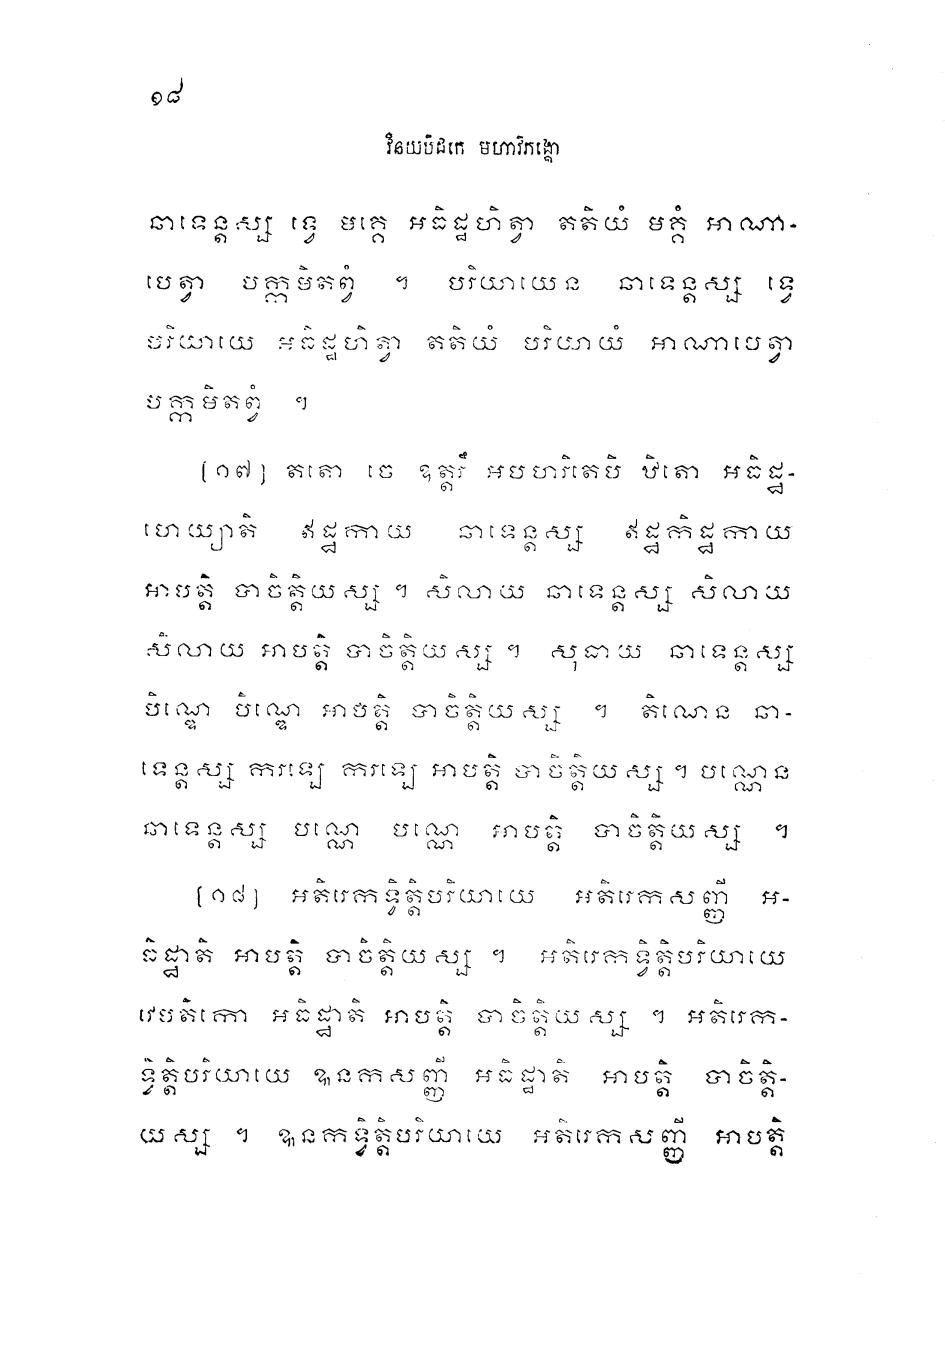 ១៨
វិនយបិដកេ មហាវិភង្គោ
ឆាទេន្តស្ស ទ្វេ មគ្គេ អធិដ្ឋហិត្វា តតិយំ មគ្គំ អាណា-
បេត្វា បក្កមិតព្វំ ។ បរិយាយេន ឆាទេន្តស្ស ទ្វេ
បរិយាយេ អធិដ្ឋហិត្វា តតិយំ បរិយាយំ អាណាបេត្វា
បក្កមិតព្វំ ។
(១៧) តតោ ចេ ឧត្តរឹ អបហរិតេបិ ឋិតោ អធិដ្ឋ-
ហេយ្យាតិ ឥដ្ឋកាយ ឆាទេន្តស្ស ឥដ្ឋកិដ្ឋកាយ
អាបត្តិ បាចិត្តិយស្ស ។ សិលាយ ឆាទេន្តស្ស សិលាយ
សិលាយ អាបត្តិ បាចិត្តិយស្ស ។ សុធាយ ឆាទេន្តស្ស
បិណ្ឌេ បិណ្ឌេ អាបត្តិ បាចិត្តិយស្ស ។ តិណេន ឆា-
ទេន្តស្ស ករឡេ ករឡេ អាបត្តិ បាចិត្តិយស្ស ។ បណ្ណេន
ឆាទេន្តស្ស បណ្ណេ បណ្ណេ អាបត្តិ បាចិត្តិយស្ស ។
(១៨) អតិរេកទ្វិត្តិបរិយាយេ អតិរេកសញ្ញី អ-
ធិដ្ឋាតិ អាបត្តិ បាចិត្តិយស្ស ។ អតិរេកទ្វិត្តិបរិយាយេ
វេមតិកោ អធិដ្ឋាតិ អាបត្តិ បាចិត្តិយស្ស ។ អតិរេក-
ទ្វិត្តិបរិយាយេ ឩនកសញ្ញី អធិដ្ឋាតិ អាបត្តិ បាចិត្តិ-
យស្ស ។ ឩនកទ្វិត្តិបរិយាយេ អតិរេកសញ្ញី អាបត្តិ